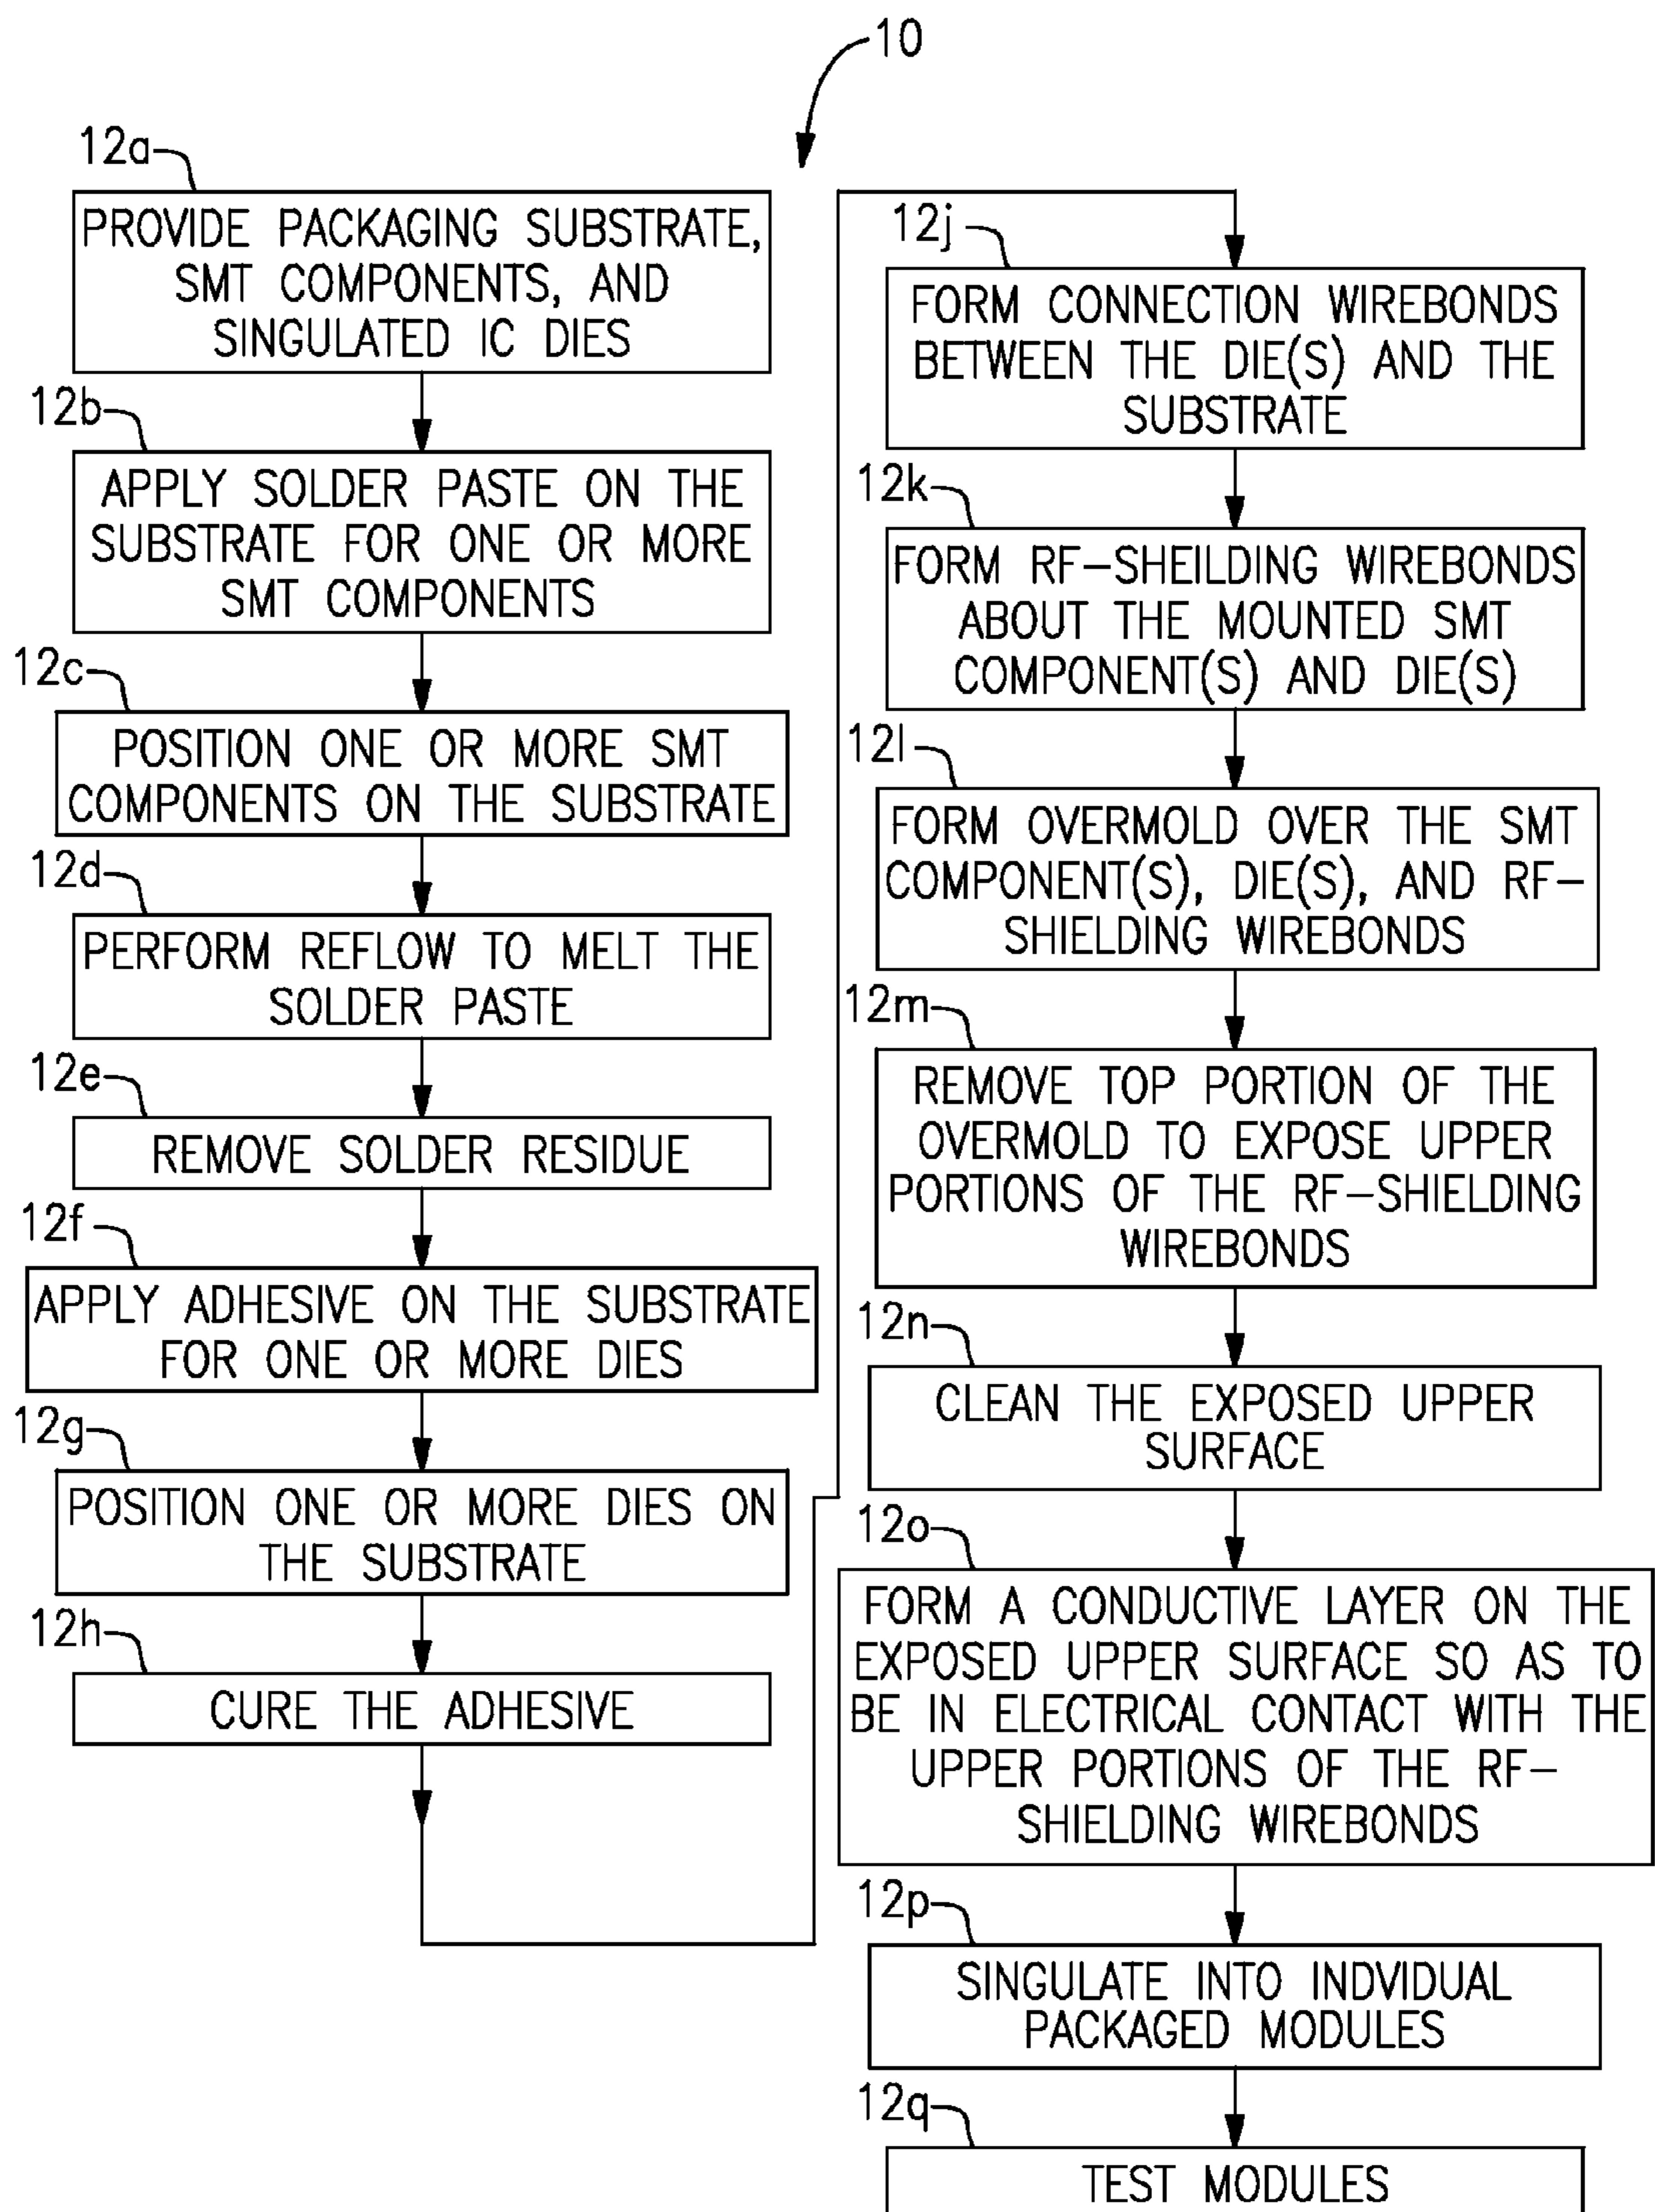 10
12a
PROVIDE PACKAGING SUBSTRATE,
SMT COMPONENTS, AND
SINGULATED IC DIES
12b
APPLY SOLDER PASTE ON THE
SUBSTRATE FOR ONE OR MORE
SMT COMPONENTS
12c
POSITION ONE OR MORE SMT
COMPONENTS ON THE SUBSTRATE
12d
PERFORM REFLOW TO MELT THE
SOLDER PASTE
12e
REMOVE SOLDER RESIDUE
12f
APPLY ADHESIVE ON THE SUBSTRATE
FOR ONE OR MORE DIES
12g
POSITION ONE OR MORE DIES ON
THE SUBSTRATE
12h
CURE THE ADHESIVE
12j
FORM CONNECTION WIREBONDS
BETWEEN THE DIE(S) AND THE
SUBSTRATE
12k
FORM RF-SHEILDING WIREBONDS
ABOUT THE MOUNTED SMT
COMPONENT(S) AND DIE(S)
12l
FORM OVERMOLD OVER THE SMT
COMPONENT(S), DIE(S), AND RF-
SHIELDING WIREBONDS
12m
REMOVE TOP PORTION OF THE
OVERMOLD TO EXPOSE UPPER
PORTIONS OF THE RF-SHIELDING
WIREBONDS
12n
CLEAN THE EXPOSED UPPER
SURFACE
12o
FORM A CONDUCTIVE LAYER ON THE
EXPOSED UPPER SURFACE SO AS TO
BE IN ELECTRICAL CONTACT WITH THE
UPPER PORTIONS OF THE RF-
SHIELDING WIREBONDS
12p
SINGULATE INTO INDVIDUAL
PACKAGED MODULES
12q
TEST MODULES